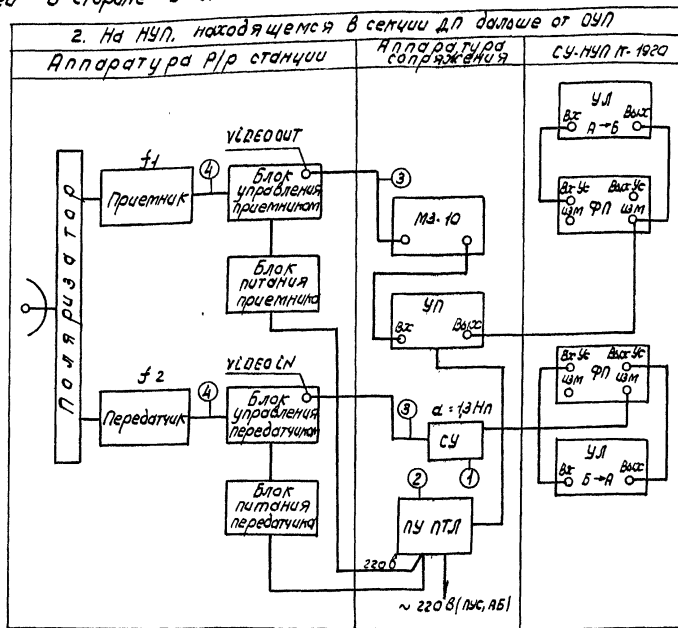 2. На НУП, находящемся в секции ДП дальше от ОУП
Аппаратура Р/р станции
Аппаратура сопряжения
СУ-НУП К-1920
Поляризатор
f1
Приемник
4
VIDEO OUT
Блок управления приемником
Блок питания приемника
3
МЗ-10
УП
Вх
Вых
УЛ
Вх
А→Б
Вых
Вх Ус
Вых Ус
изм
ФП
изм
f2
Передатчик
4
VIDEO IN
Блок управления передатчиком
Блок питания передатчика
3
α = 1,3 Нп
СУ
1
2
ПУ ПТЛ
220 в
~ 220 В (ПУС, АБ)
Вх Ус
Вых Ус
изм
ФП
изм
УЛ
Вх
Б→А
Вых